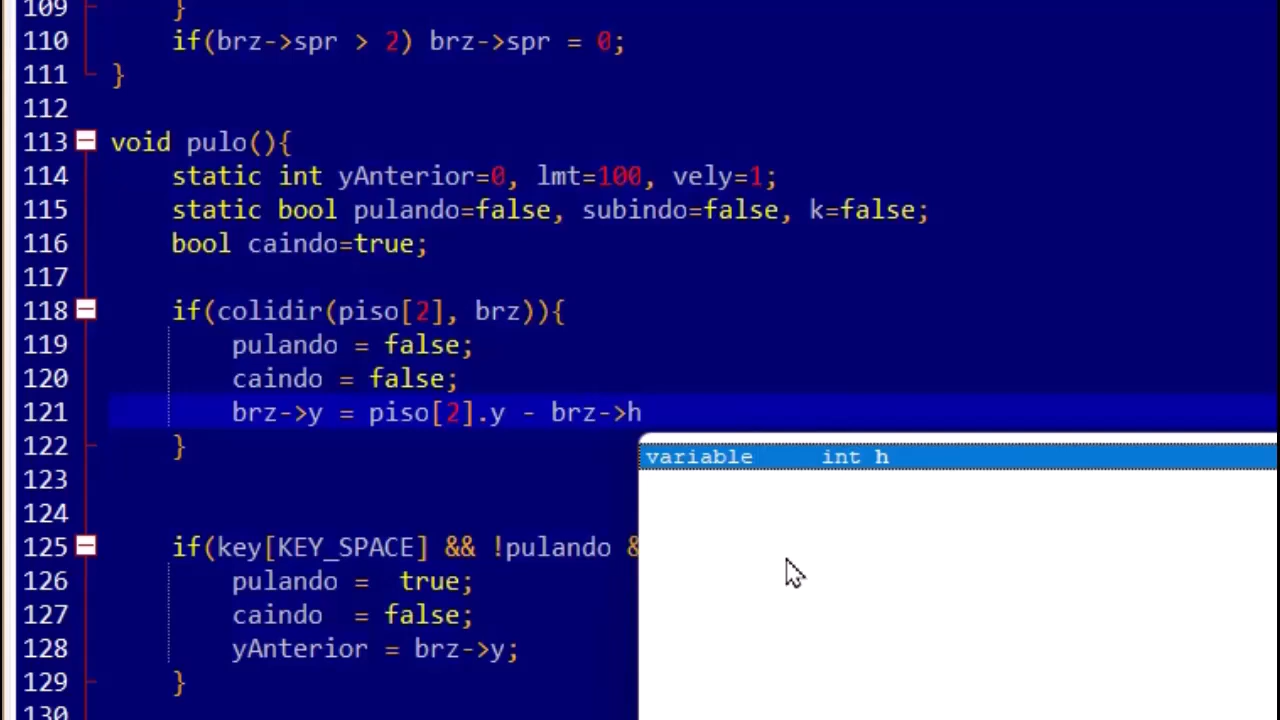 109 }
110 if(brz->spr > 2) brz->spr = 0;
111 }
112
113 void pulo(){
114 static int yAnterior=0, lmt=100, vely=1;
115 static bool pulando=false, subindo=false, k=false;
116 bool caindo=true;
117
118 if(colidir(piso[2], brz)){
119 pulando = false;
120 caindo = false;
121 brz->y = piso[2].y - brz->h
122 }
variable int h
123
124
125 if(key[KEY_SPACE] && !pulando &
126 pulando = true;
127 caindo = false;
128 yAnterior = brz->y;
129 }
130